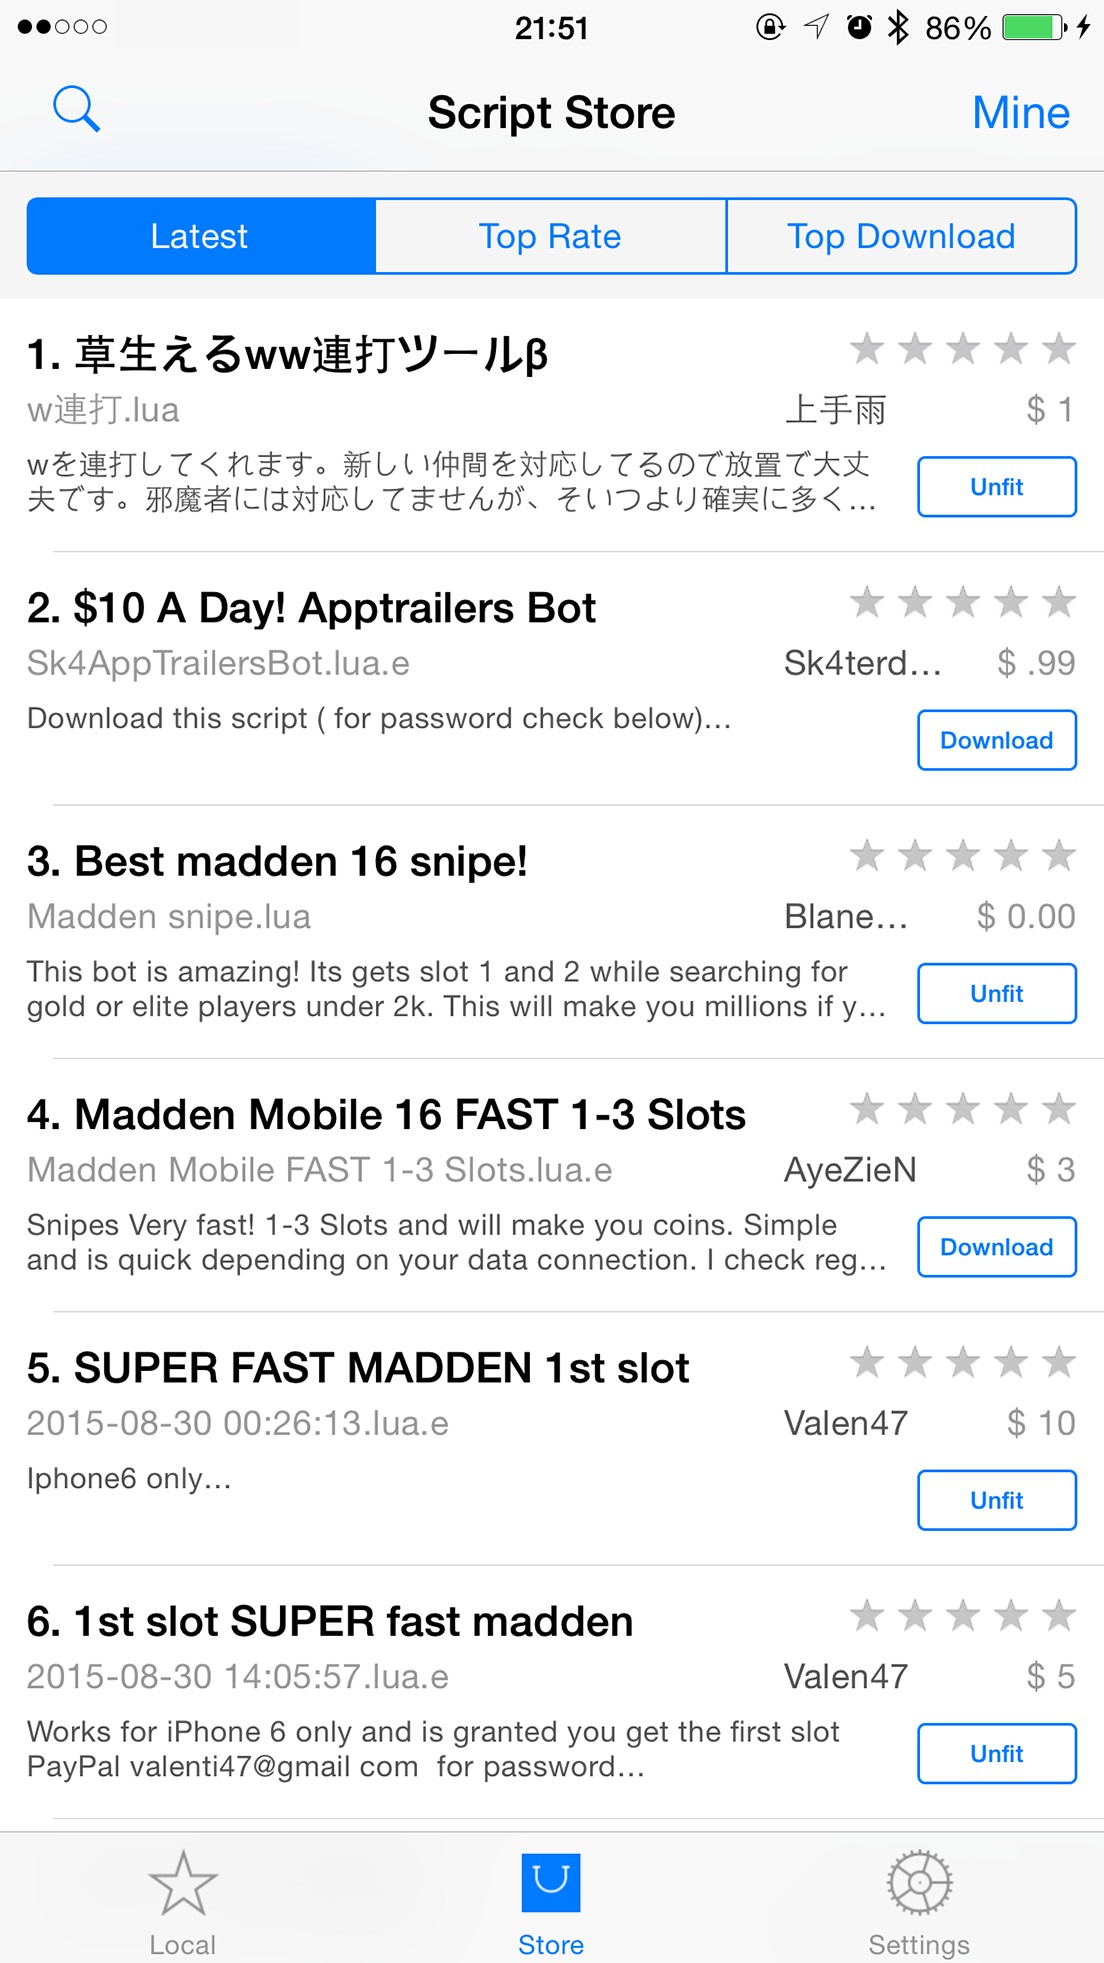 21:51 86%
Script Store Mine
Latest Top Rate Top Download
1. 草生えるww連打ツールβ
w連打.lua 上手雨 $ 1
wを連打してくれます。新しい仲間を対応してるので放置で大丈
夫です。邪魔者には対応してませんが、そいつより確実に多く...
Unfit
2. $10 A Day! Apptrailers Bot
Sk4AppTrailersBot.lua.e Sk4terd... $ .99
Download this script ( for password check below)...
Download
3. Best madden 16 snipe!
Madden snipe.lua Blane... $ 0.00
This bot is amazing! Its gets slot 1 and 2 while searching for
gold or elite players under 2k. This will make you millions if y...
Unfit
4. Madden Mobile 16 FAST 1-3 Slots
Madden Mobile FAST 1-3 Slots.lua.e AyeZieN $ 3
Snipes Very fast! 1-3 Slots and will make you coins. Simple
and is quick depending on your data connection. I check reg...
Download
5. SUPER FAST MADDEN 1st slot
2015-08-30 00:26:13.lua.e Valen47 $ 10
Iphone6 only...
Unfit
6. 1st slot SUPER fast madden
2015-08-30 14:05:57.lua.e Valen47 $ 5
Works for iPhone 6 only and is granted you get the first slot
PayPal valenti47@gmail com  for password...
Unfit
Local Store Settings